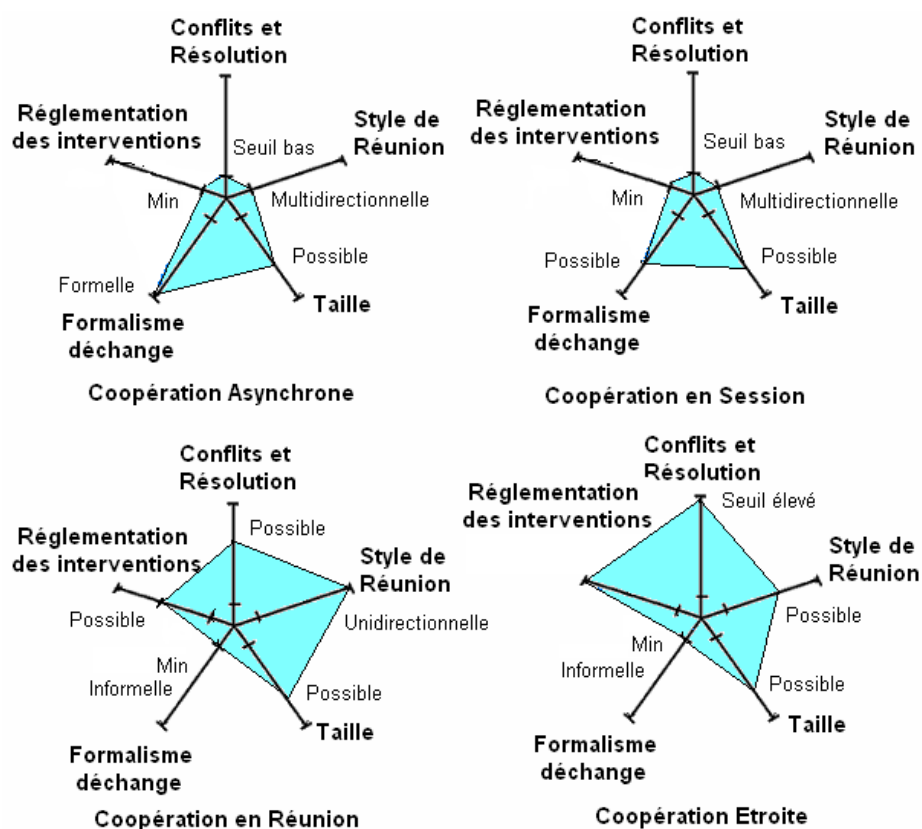 Conflits et
Résolution
Réglementation
des interventions
Style de
Réunion
Seuil bas
Min
Multidirectionnelle
Possible
Formelle
Taille
Formalisme
déchange
Coopération Asynchrone
Conflits et
Résolution
Réglementation
des interventions
Style de
Réunion
Seuil bas
Min
Multidirectionnelle
Possible
Possible
Taille
Formalisme
déchange
Coopération en Session
Conflits et
Résolution
Réglementation
des interventions
Possible
Style de
Réunion
Possible
Unidirectionnelle
Min
Informelle
Possible
Taille
Formalisme
déchange
Coopération en Réunion
Conflits et
Résolution
Réglementation
des interventions
Seuil élevé
Style de
Réunion
Possible
Min
Informelle
Possible
Taille
Formalisme
déchange
Coopération Etroite